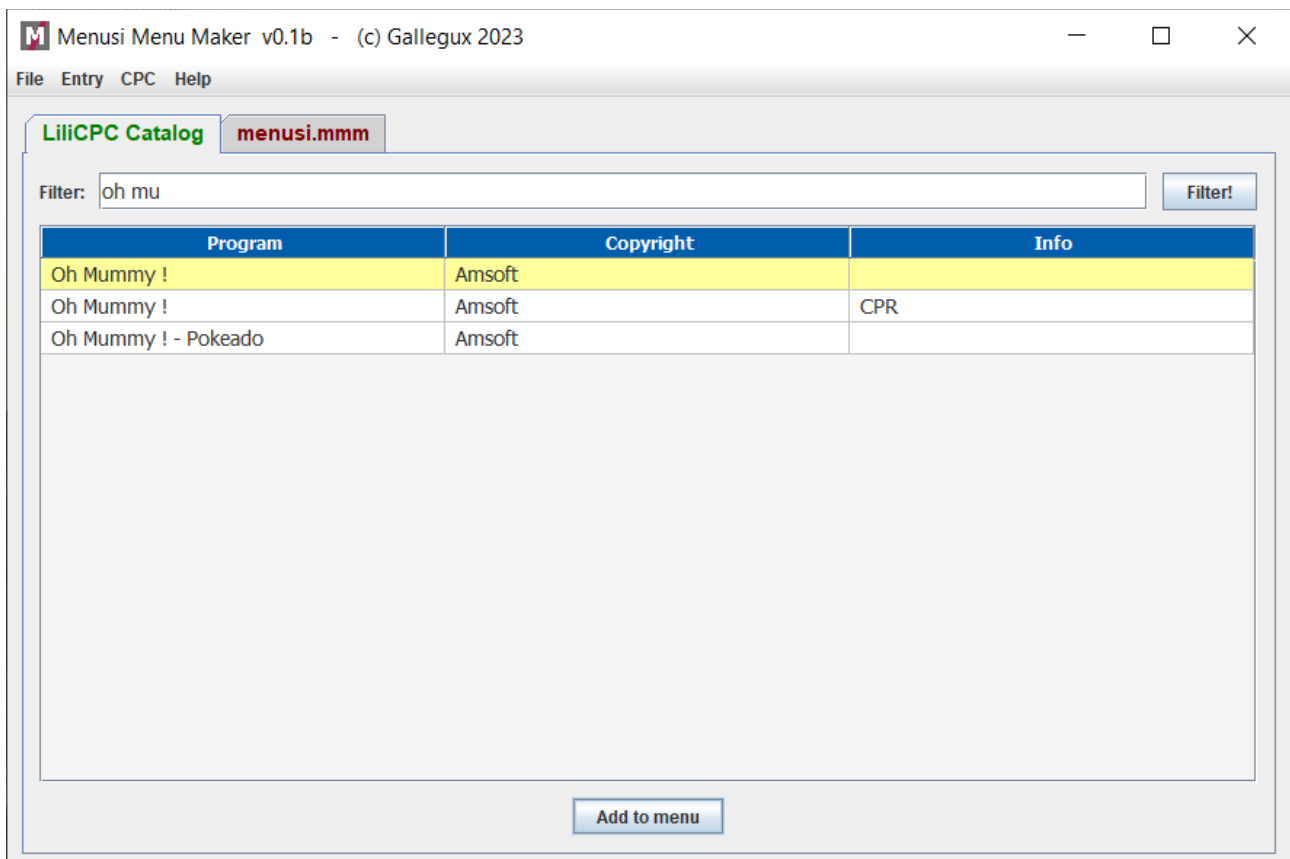 Menusi Menu Maker v0.1b - (c) Gallegux 2023
File Entry CPC Help
LiliCPC Catalog menusi.mmm
Filter: oh mu Filter!
Program Copyright Info
Oh Mummy ! Amsoft
Oh Mummy ! Amsoft CPR
Oh Mummy ! - Pokeado Amsoft
Add to menu